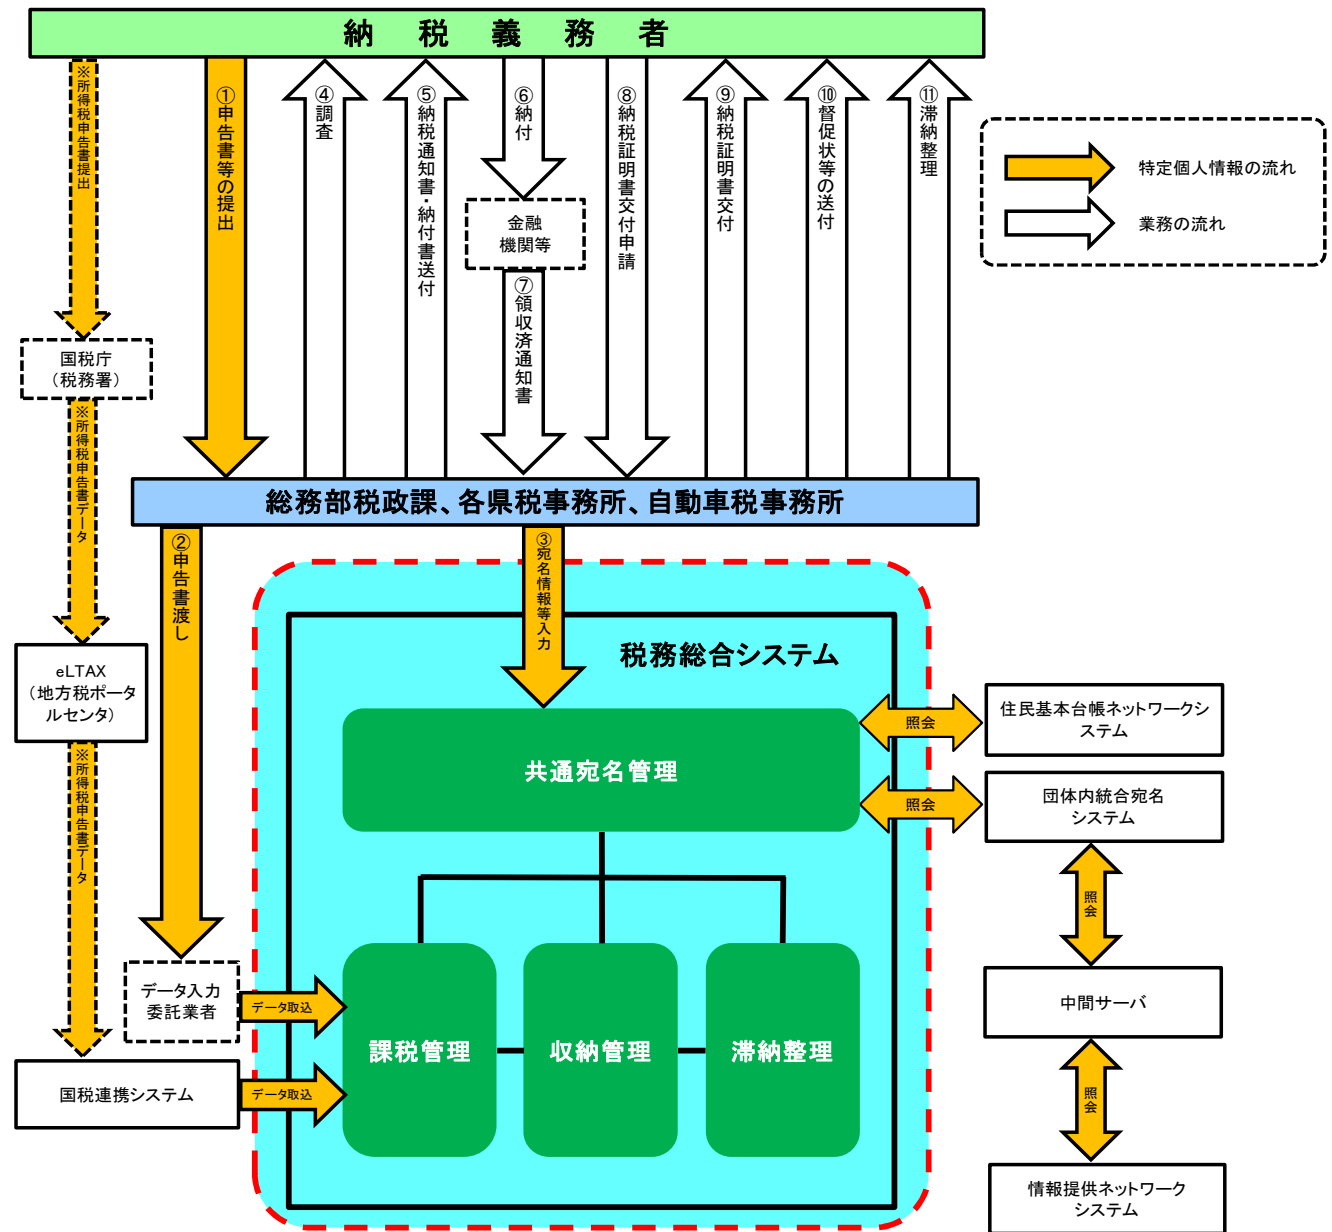 納税義務者
※所得税申告書提出
①申告書等の提出
④調査
⑤納税通知書・納付書送付
⑥納付
⑧納税証明書交付申請
⑨納税証明書交付
⑩督促状等の送付
⑪滞納整理
特定個人情報の流れ
業務の流れ
金融
機関等
⑦領収済通知書
国税庁
（税務署）
※所得税申告書データ
総務部税政課、各県税事務所、自動車税事務所
②申告書渡し
③宛名情報等入力
税務総合システム
eLTAX
（地方税ポータ
ルセンタ）
※所得税申告書データ
共通宛名管理
照会
住民基本台帳ネットワークシ
ステム
照会
団体内統合宛名
システム
照会
データ入力
委託業者
データ取込
課税管理
収納管理
滞納整理
中間サーバ
国税連携システム
データ取込
照会
情報提供ネットワーク
システム